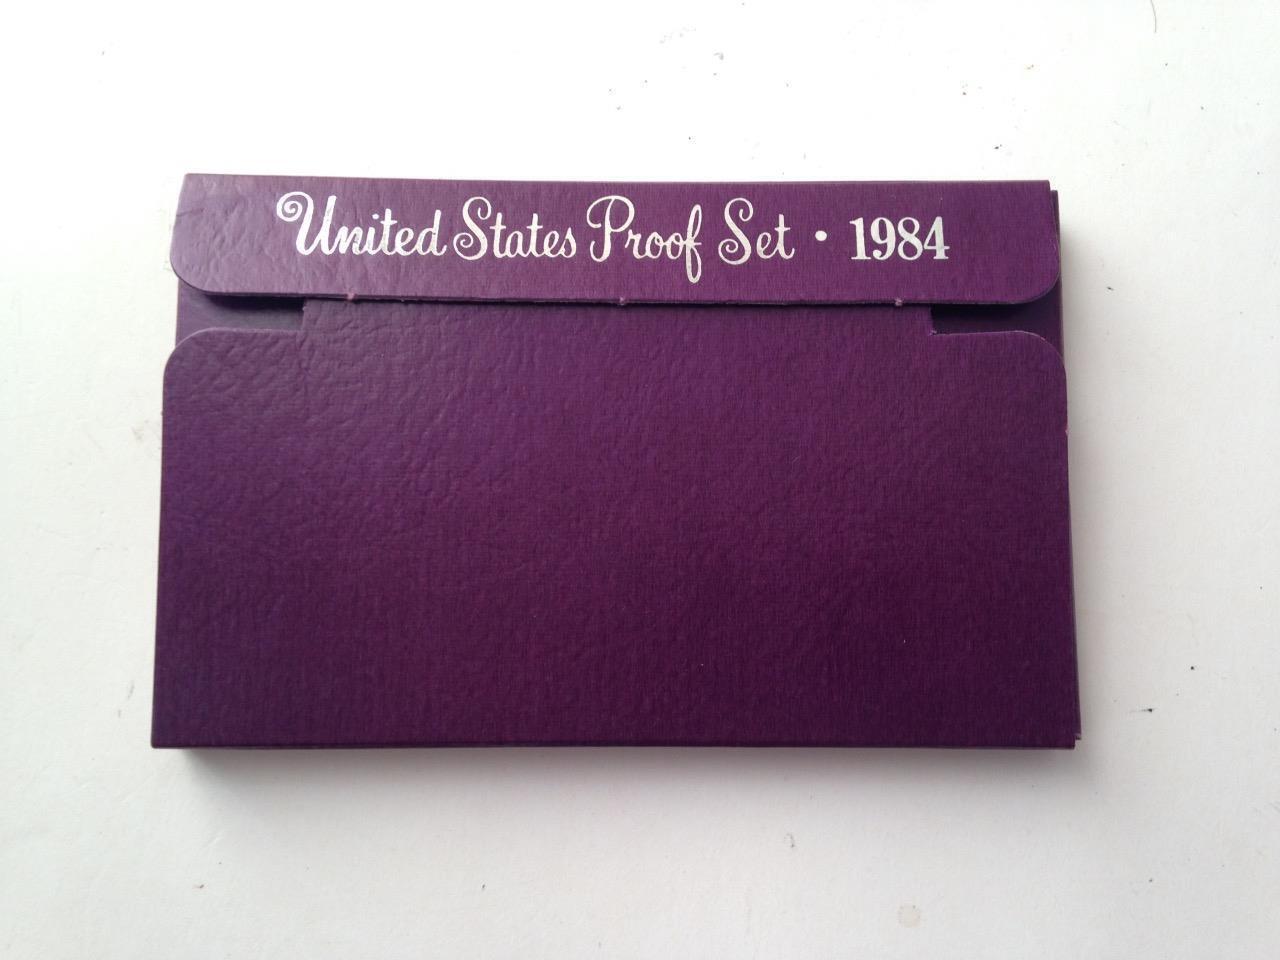 United States Proof Set • 1984